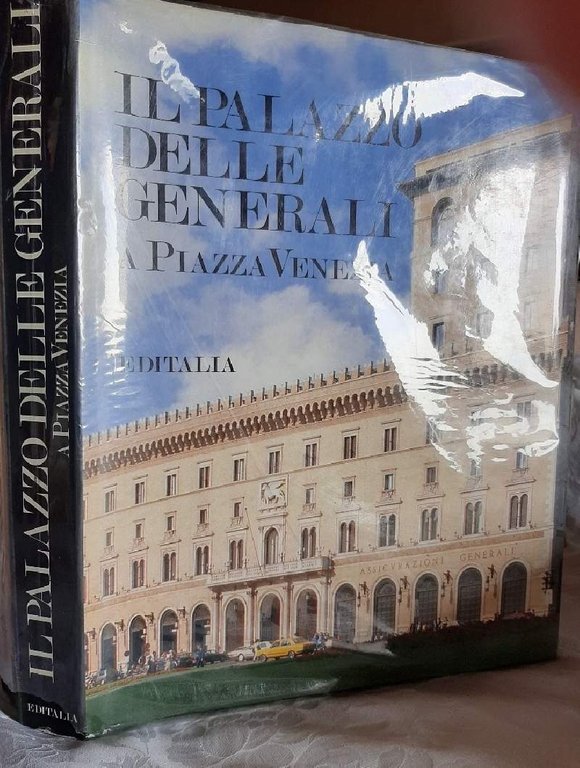 IL PALAZZO
DELLE
GENERALI
A PIAZZA VENEZIA
EDITALIA
ASSICURAZIONI GENERALI
IL PALAZZO DELLE GENERALI
A PIAZZA VENEZIA
EDITALIA